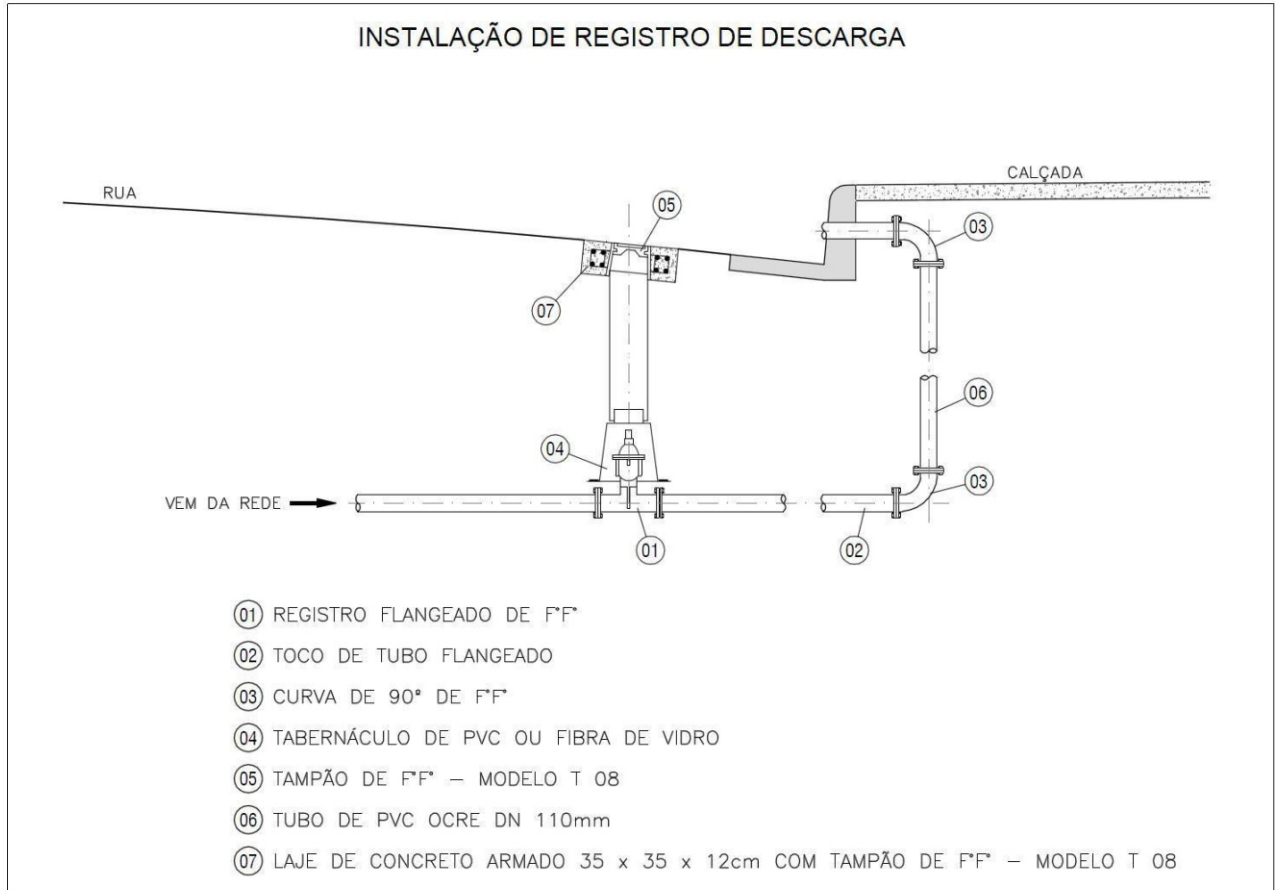 INSTALAÇÃO DE REGISTRO DE DESCARGA
CALÇADA
RUA
05
03
07
06
04
03
VEM DA REDE
01
02
01 REGISTRO FLANGEADO DE F°F°
02 TOCO DE TUBO FLANGEADO
03 CURVA DE 90° DE F°F°
04 TABERNÁCULO DE PVC OU FIBRA DE VIDRO
05 TAMPÃO DE F°F° – MODELO T 08
06 TUBO DE PVC OCRE DN 110mm
07 LAJE DE CONCRETO ARMADO 35 x 35 x 12cm COM TAMPÃO DE F°F° – MODELO T 08